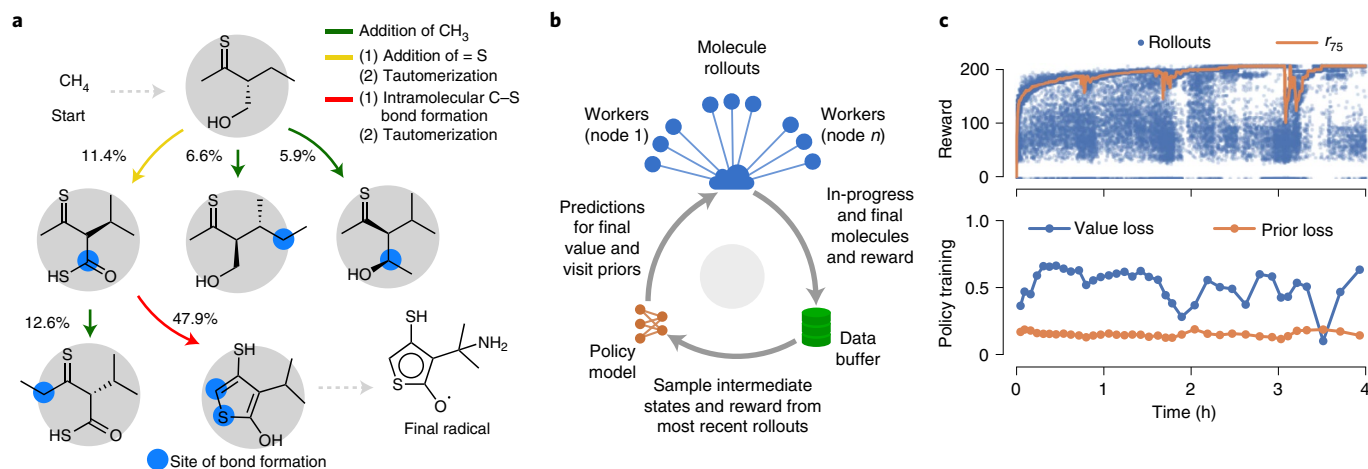 a
CH4
Start
S
HO
Addition of CH3
(1) Addition of = S
(2) Tautomerization
(1) Intramolecular C–S
bond formation
(2) Tautomerization
11.4%
6.6%
5.9%
S
HS
O
S
HO
S
HO
12.6%
47.9%
S
HS
O
SH
S
OH
SH
NH2
S
O•
Final radical
Site of bond formation
b
Molecule
rollouts
Workers
(node 1)
Workers
(node n)
Predictions
for final
value and
visit priors
In-progress
and final
molecules
and reward
Policy
model
Data
buffer
Sample intermediate
states and reward from
most recent rollouts
c
Rollouts
r75
Reward
200
100
0
Value loss
Prior loss
Policy training
1.0
0.5
0
0 1 2 3 4
Time (h)